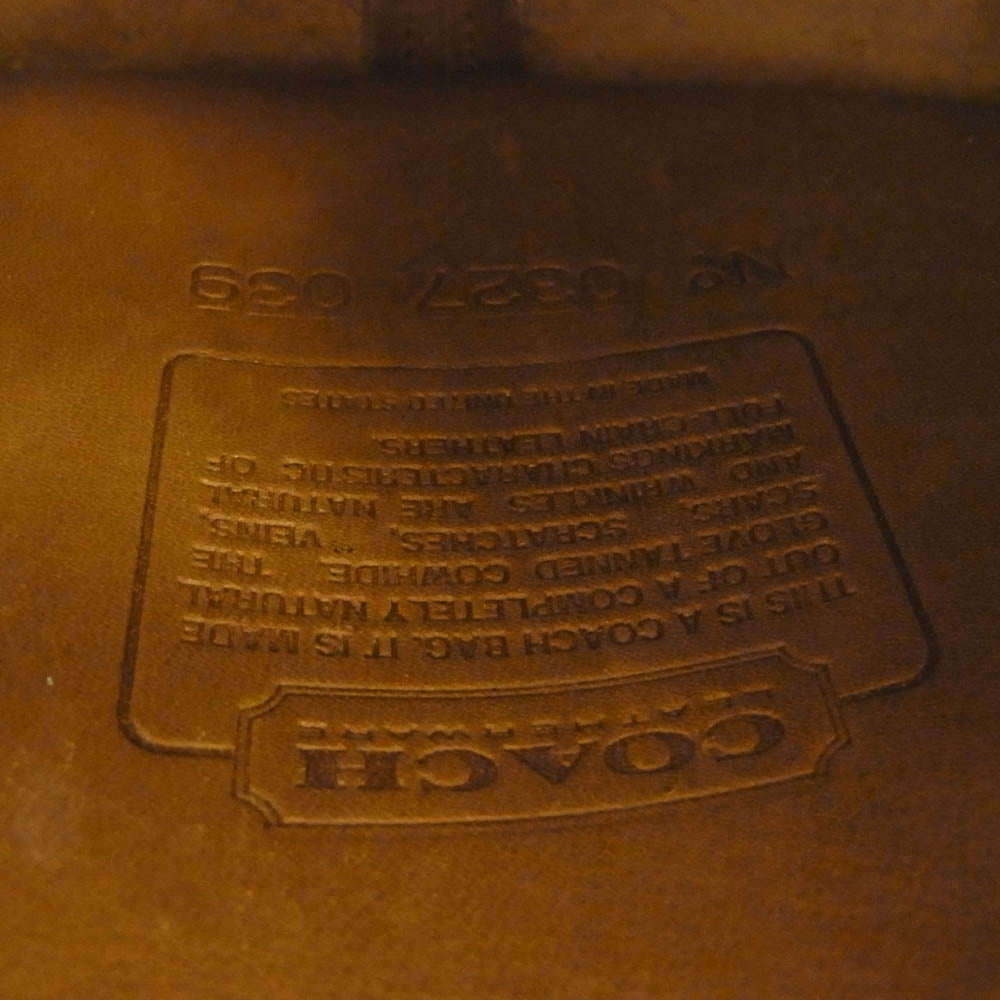 COACH
LEATHERWARE
THIS IS A COACH BAG. IT IS MADE
OUT OF A COMPLETELY NATURAL
GLOVE TANNED COWHIDE THE
SCARS, SCRATCHES, VEINS,
AND WRINKLES ARE NATURAL
MARKINGS CHARACTERISTIC OF
FULL-GRAIN LEATHERS.
MADE IN THE UNITED STATES
No